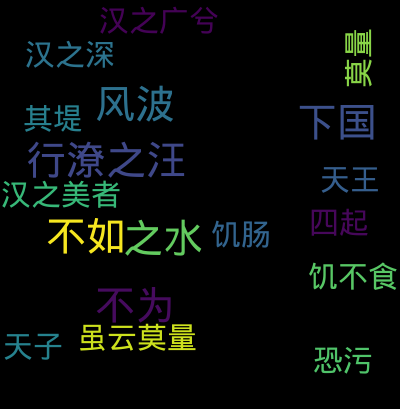 汉之广兮
汉之深
莫量
风波
其堤
下国
行潦之汪
天王
汉之美者
四起
不如
之水
饥肠
饥不食
不为
天子
虽云莫量
恐污